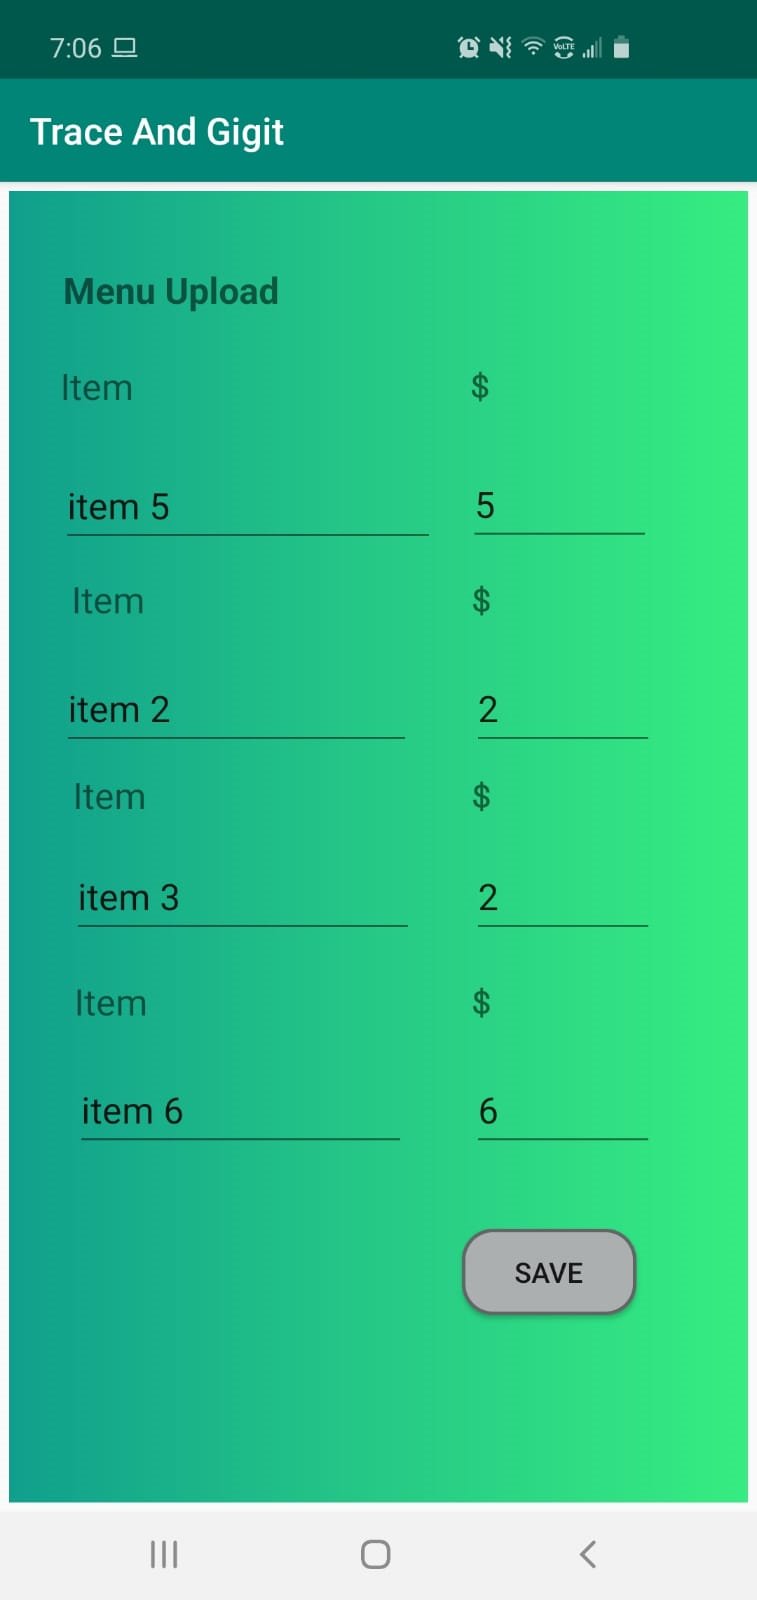 7:06 VoLTE
Trace And Gigit
Menu Upload
Item $
item 5 5
Item $
item 2 2
Item $
item 3 2
Item $
item 6 6
SAVE